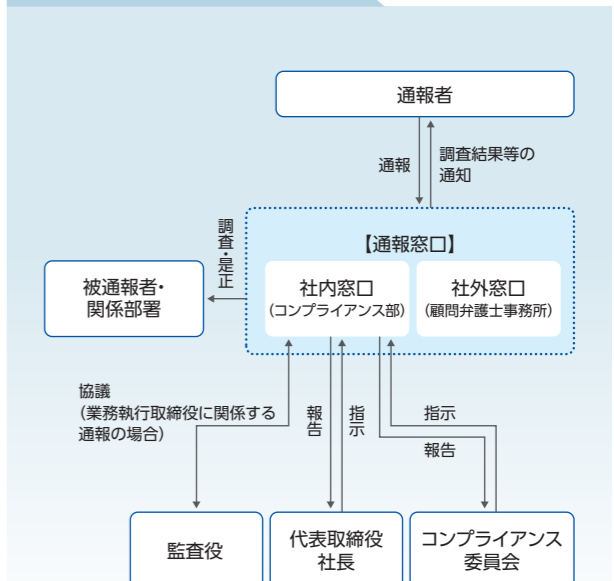 通報者
通報
調査結果等の
通知
【通報窓口】
調査・是正
被通報者・
関係部署
社内窓口
(コンプライアンス部)
社外窓口
(顧問弁護士事務所)
協議
(業務執行取締役に関係する
通報の場合)
報告
指示
指示
報告
監査役
代表取締役
社長
コンプライアンス
委員会